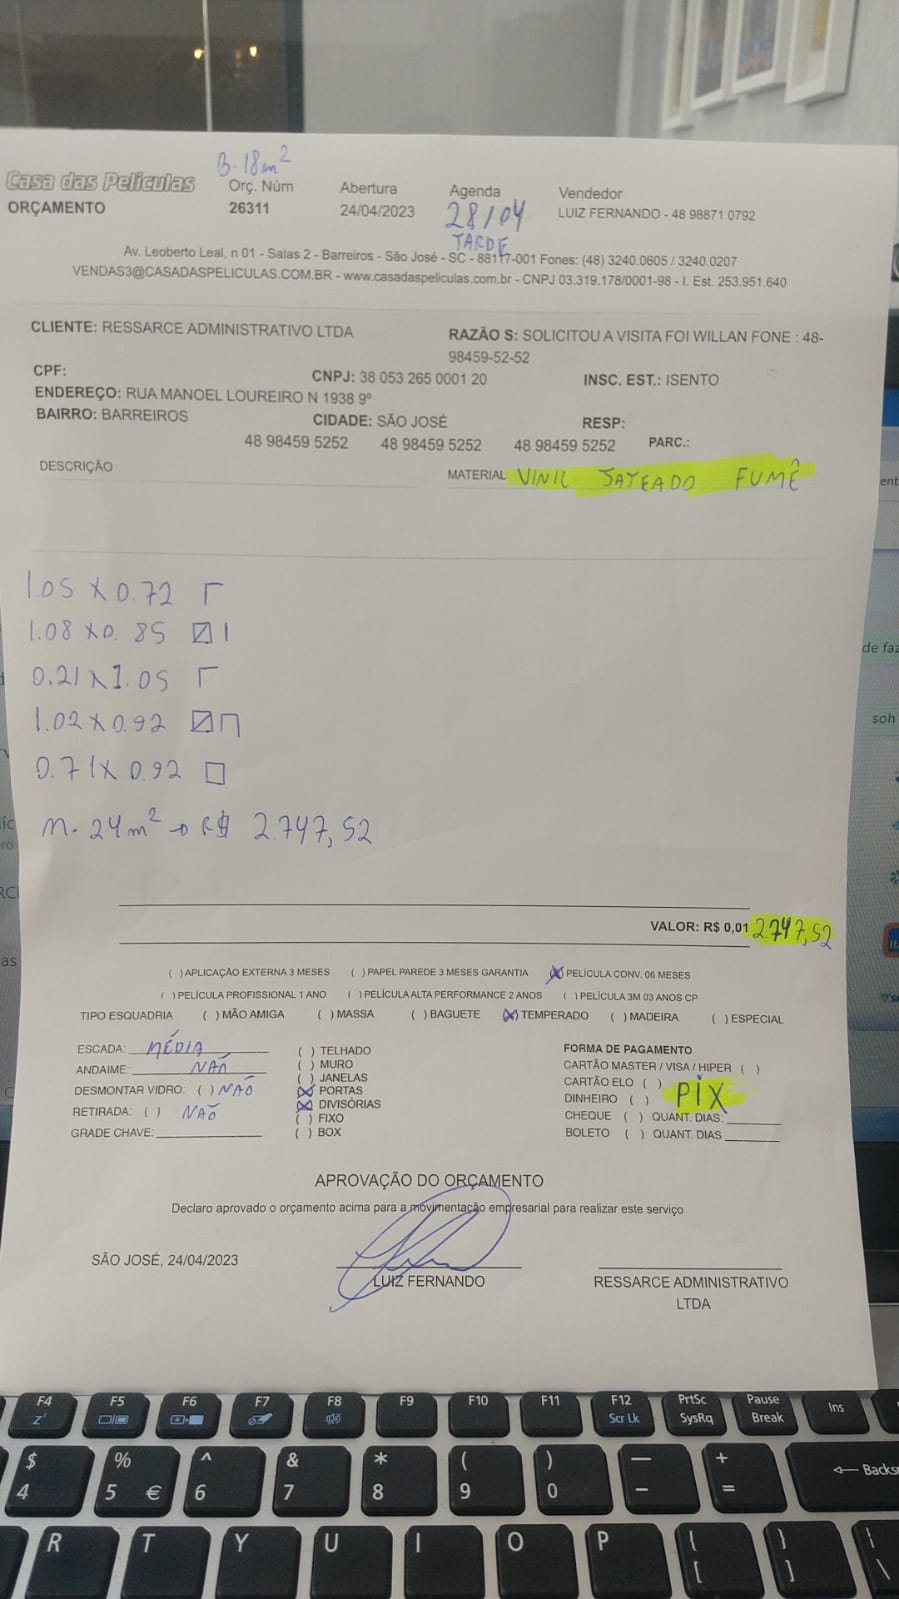 B. 18m²
Casa das Películas
ORÇAMENTO
Orç. Núm
26311
Abertura
24/04/2023
Agenda
28/04
TARDE
Vendedor
LUIZ FERNANDO - 48 98871 0792
Av. Leoberto Leal, n 01 - Salas 2 - Barreiros - São José - SC - 88117-001 Fones: (48) 3240.0605 / 3240.0207
VENDAS3@CASADASPELICULAS.COM.BR - www.casadaspeliculas.com.br - CNPJ 03.319.178/0001-98 - I. Est. 253.951.640
CLIENTE: RESSARCE ADMINISTRATIVO LTDA
RAZÃO S: SOLICITOU A VISITA FOI WILLAN FONE : 48-
98459-52-52
CPF:
CNPJ: 38 053 265 0001 20
INSC. EST.: ISENTO
ENDEREÇO: RUA MANOEL LOUREIRO N 1938 9º
BAIRRO: BARREIROS
CIDADE: SÃO JOSÉ
RESP:
48 98459 5252 48 98459 5252 48 98459 5252 PARC.:
DESCRIÇÃO
MATERIAL VINIL JATEADO FUMÊ
1.05 x 0.72
1.08 x 0.85
0.21 x 1.05
1.02 x 0.92
0.71 x 0.92
M. 24m² → R$ 2.747,52
VALOR: R$ 0,01 2.747,52
( ) APLICAÇÃO EXTERNA 3 MESES ( ) PAPEL PAREDE 3 MESES GARANTIA (X) PELÍCULA CONV. 06 MESES
( ) PELÍCULA PROFISSIONAL 1 ANO ( ) PELÍCULA ALTA PERFORMANCE 2 ANOS ( ) PELÍCULA 3M 03 ANOS CP
TIPO ESQUADRIA ( ) MÃO AMIGA ( ) MASSA ( ) BAGUETE (X) TEMPERADO ( ) MADEIRA ( ) ESPECIAL
ESCADA: MÉDIA
ANDAIME: NÃO
DESMONTAR VIDRO: ( ) NÃO
RETIRADA: ( ) NÃO
GRADE CHAVE:
( ) TELHADO
( ) MURO
( ) JANELAS
(X) PORTAS
(X) DIVISÓRIAS
( ) FIXO
( ) BOX
FORMA DE PAGAMENTO
CARTÃO MASTER / VISA / HIPER ( )
CARTÃO ELO ( )
DINHEIRO ( ) PIX
CHEQUE ( ) QUANT. DIAS:
BOLETO ( ) QUANT. DIAS
APROVAÇÃO DO ORÇAMENTO
Declaro aprovado o orçamento acima para a movimentação empresarial para realizar este serviço
SÃO JOSÉ, 24/04/2023
LUIZ FERNANDO
RESSARCE ADMINISTRATIVO
LTDA
de faz
soh
F4 F5 F6 F7 F8 F9 F10 F11 F12 Scr Lk PrtSc SysRq Pause Break Ins
$ 4 % 5 € ^ 6 & 7 * 8 ( 9 ) 0 — - + = ← Backs
R T Y U I O P { [ } ] | \